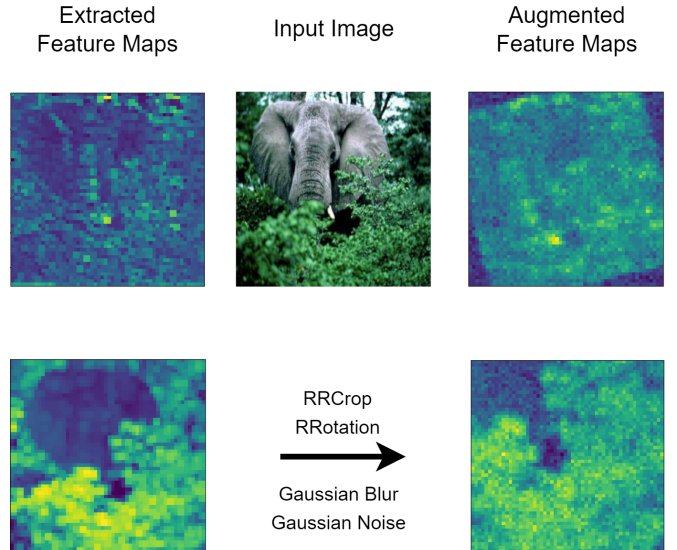 Extracted
Feature Maps
Input Image
Augmented
Feature Maps
RRCrop
RRotation
Gaussian Blur
Gaussian Noise